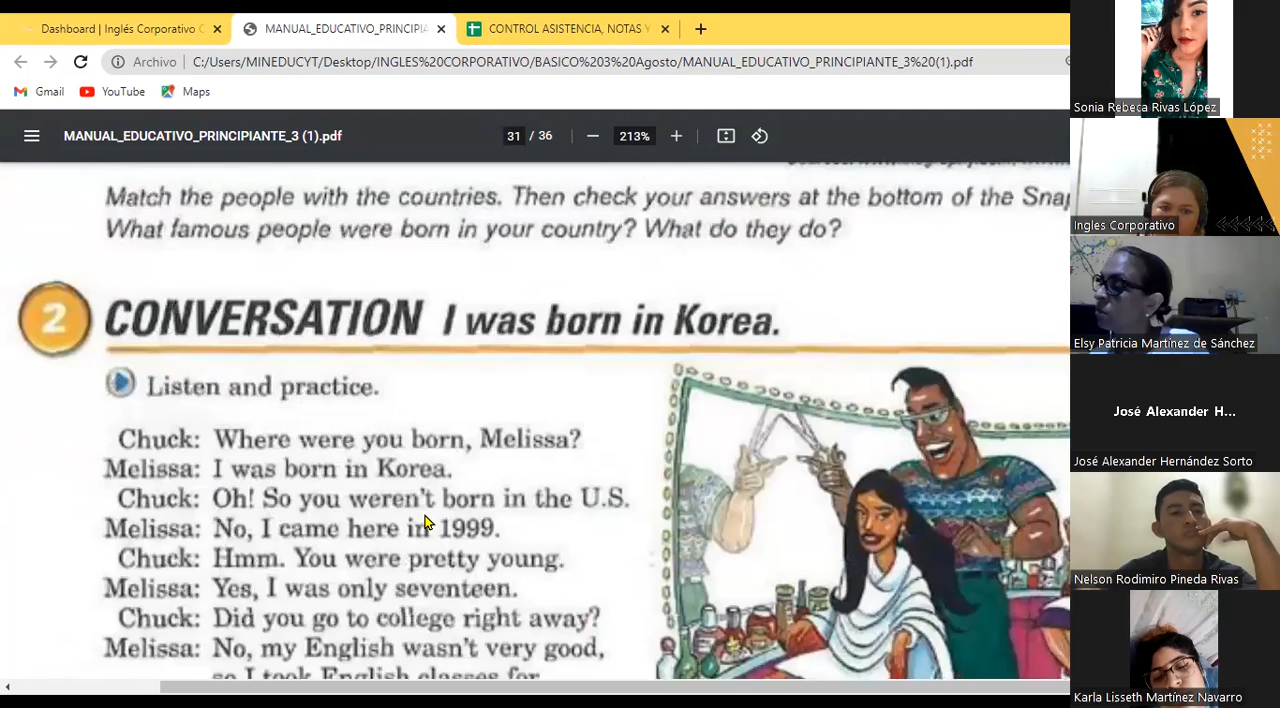 Dashboard | Inglés Corporativo
MANUAL_EDUCATIVO_PRINCIPIA
CONTROL ASISTENCIA, NOTAS Y
Archivo
C:/Users/MINEDUCYT/Desktop/INGLES%20CORPORATIVO/BASICO%203%20Agosto/MANUAL_EDUCATIVO_PRINCIPIANTE_3%20(1).pdf
Gmail
YouTube
Maps
MANUAL_EDUCATIVO_PRINCIPIANTE_3 (1).pdf
31 / 36
213%
Match the people with the countries. Then check your answers at the bottom of the Snap
What famous people were born in your country? What do they do?
2 CONVERSATION I was born in Korea.
Listen and practice.
Chuck: Where were you born, Melissa?
Melissa: I was born in Korea.
Chuck: Oh! So you weren't born in the U.S.
Melissa: No, I came here in 1999.
Chuck: Hmm. You were pretty young.
Melissa: Yes, I was only seventeen.
Chuck: Did you go to college right away?
Melissa: No, my English wasn't very good,
so I took English classes for
Sonia Rebeca Rivas López
Ingles Corporativo
Elsy Patricia Martínez de Sánchez
José Alexander H...
José Alexander Hernández Sorto
Nelson Rodimiro Pineda Rivas
Karla Lisseth Martínez Navarro